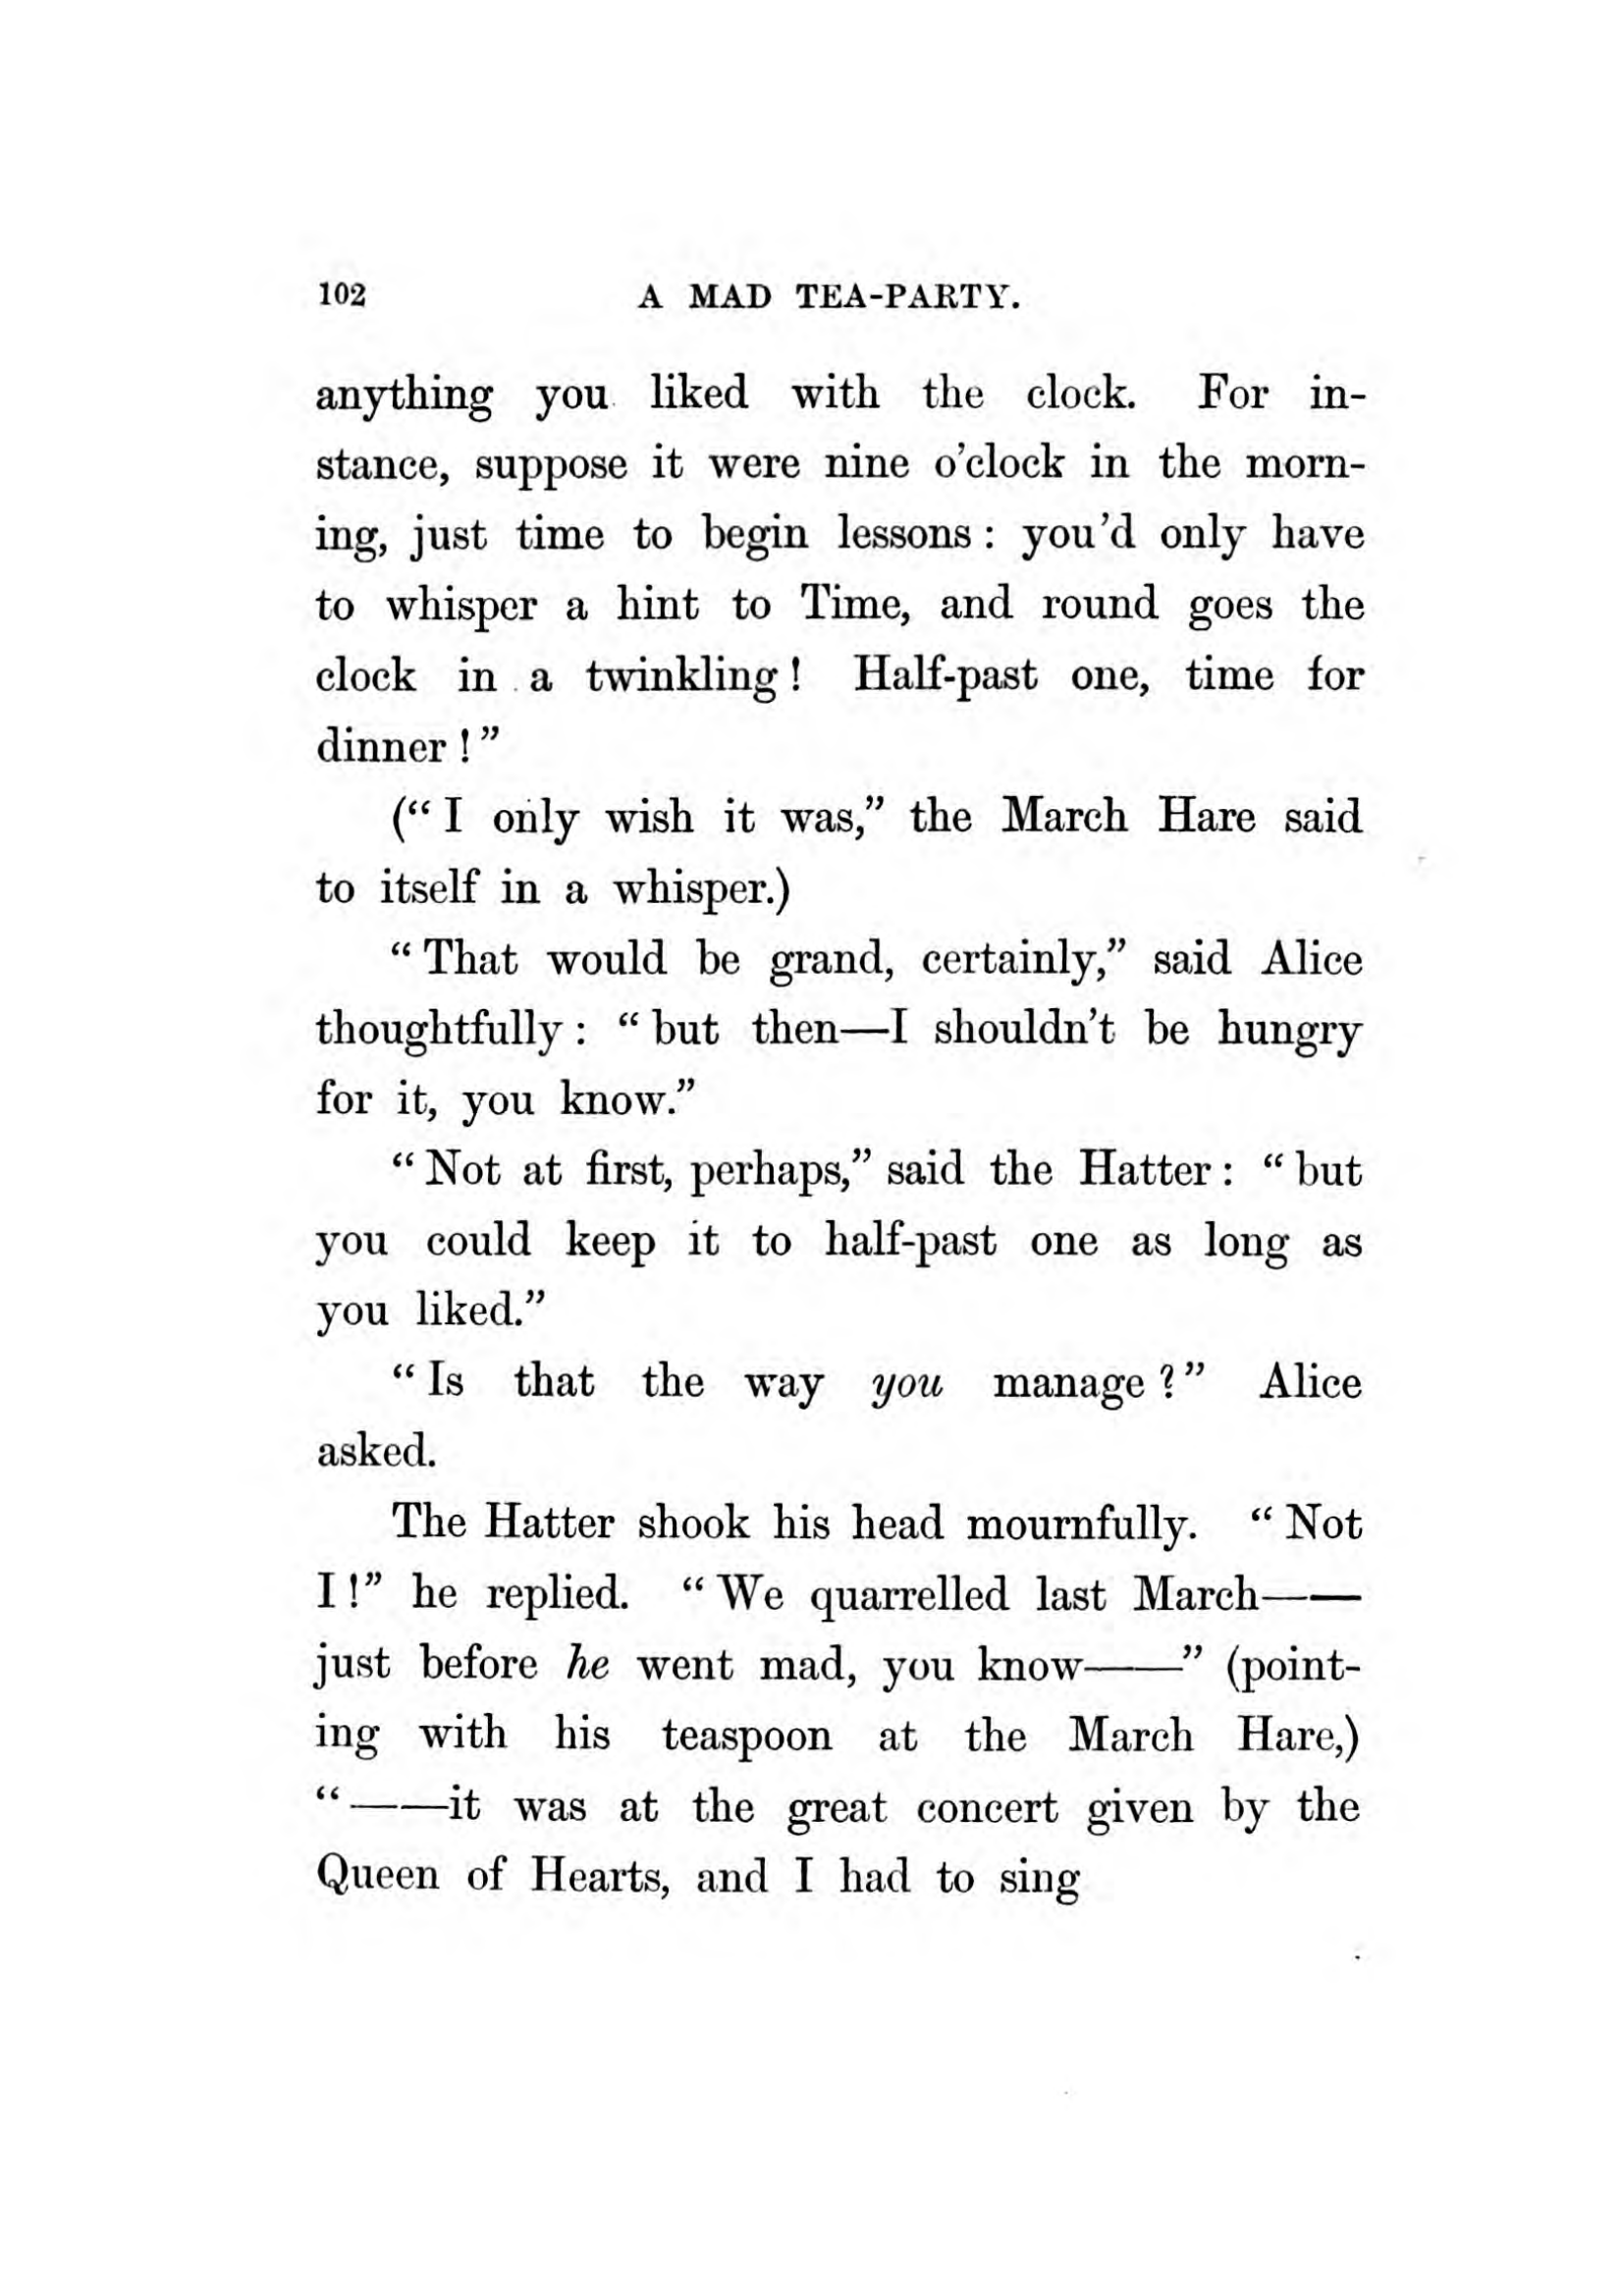 102 A MAD TEA-PARTY.
anything you liked with the clock. For in-
stance, suppose it were nine o’clock in the morn-
ing, just time to begin lessons : you’d only have
to whisper a hint to Time, and round goes the
clock in a twinkling ! Half-past one, time for
dinner ! ”
(“ I only wish it was,” the March Hare said
to itself in a whisper.)
“ That would be grand, certainly,” said Alice
thoughtfully : “ but then—I shouldn’t be hungry
for it, you know.”
“ Not at first, perhaps,” said the Hatter : “ but
you could keep it to half-past one as long as
you liked.”
“ Is that the way you manage ? ” Alice
asked.
The Hatter shook his head mournfully. “ Not
I ! ” he replied. “ We quarrelled last March——
just before he went mad, you know——” (point-
ing with his teaspoon at the March Hare,)
“ ——it was at the great concert given by the
Queen of Hearts, and I had to sing